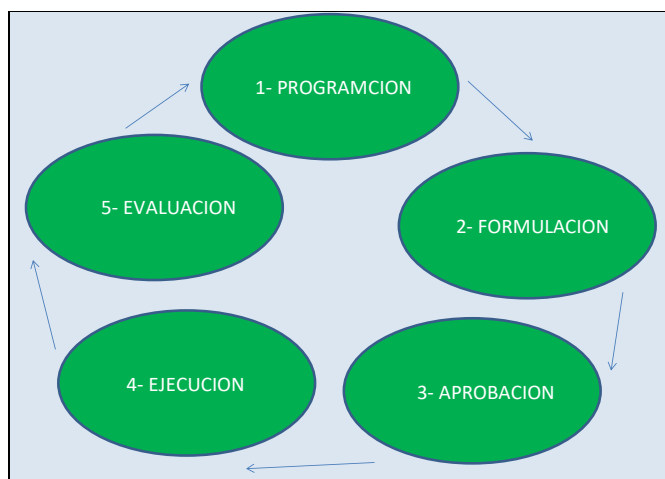 1- PROGRAMCION
2- FORMULACION
3- APROBACION
4- EJECUCION
5- EVALUACION